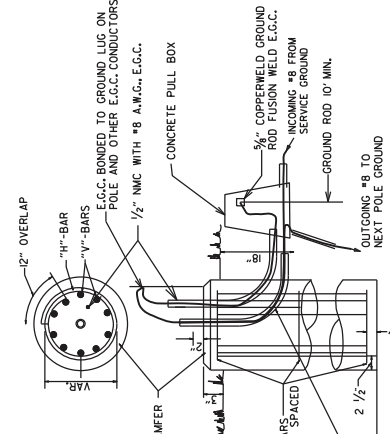 12" OVERLAP
"H"-BAR
"V"-BARS
VAR.
E.G.C. BONDED TO GROUND LUG ON
POLE AND OTHER E.G.C. CONDUCTORS
1/2" NMC WITH #8 A.W.G. E.G.C.
CONCRETE PULL BOX
5/8" COPPERWELD GROUND
ROD FUSION WELD E.G.C.
INCOMING #8 FROM
SERVICE GROUND
GROUND ROD 10' MIN.
OUTGOING #8 TO
NEXT POLE GROUND
18"
2"
3"
SPACED
2 1/2"